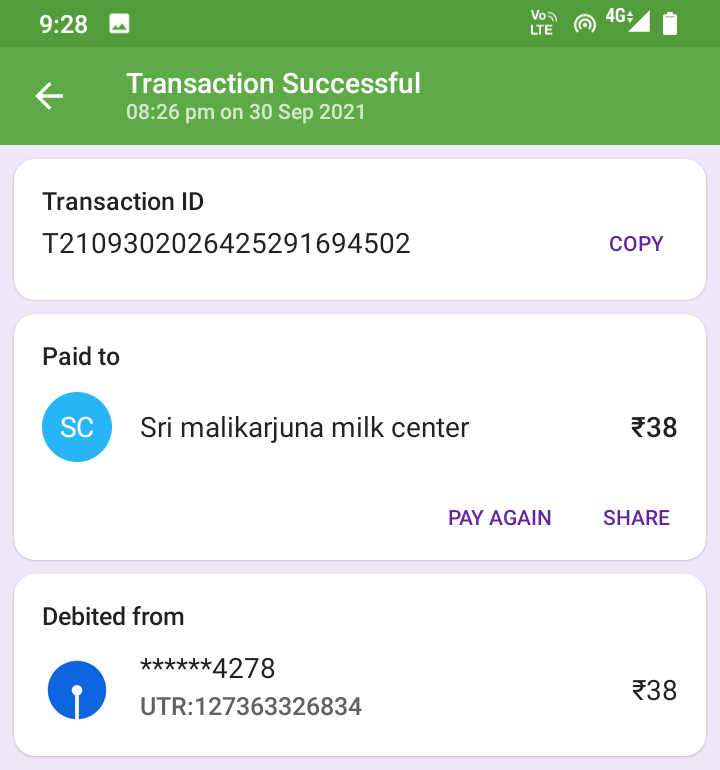 9:28
Vo LTE 4G
Transaction Successful
08:26 pm on 30 Sep 2021
Transaction ID
T2109302026425291694502 COPY
Paid to
SC Sri malikarjuna milk center ₹38
PAY AGAIN SHARE
Debited from
******4278
UTR:127363326834 ₹38